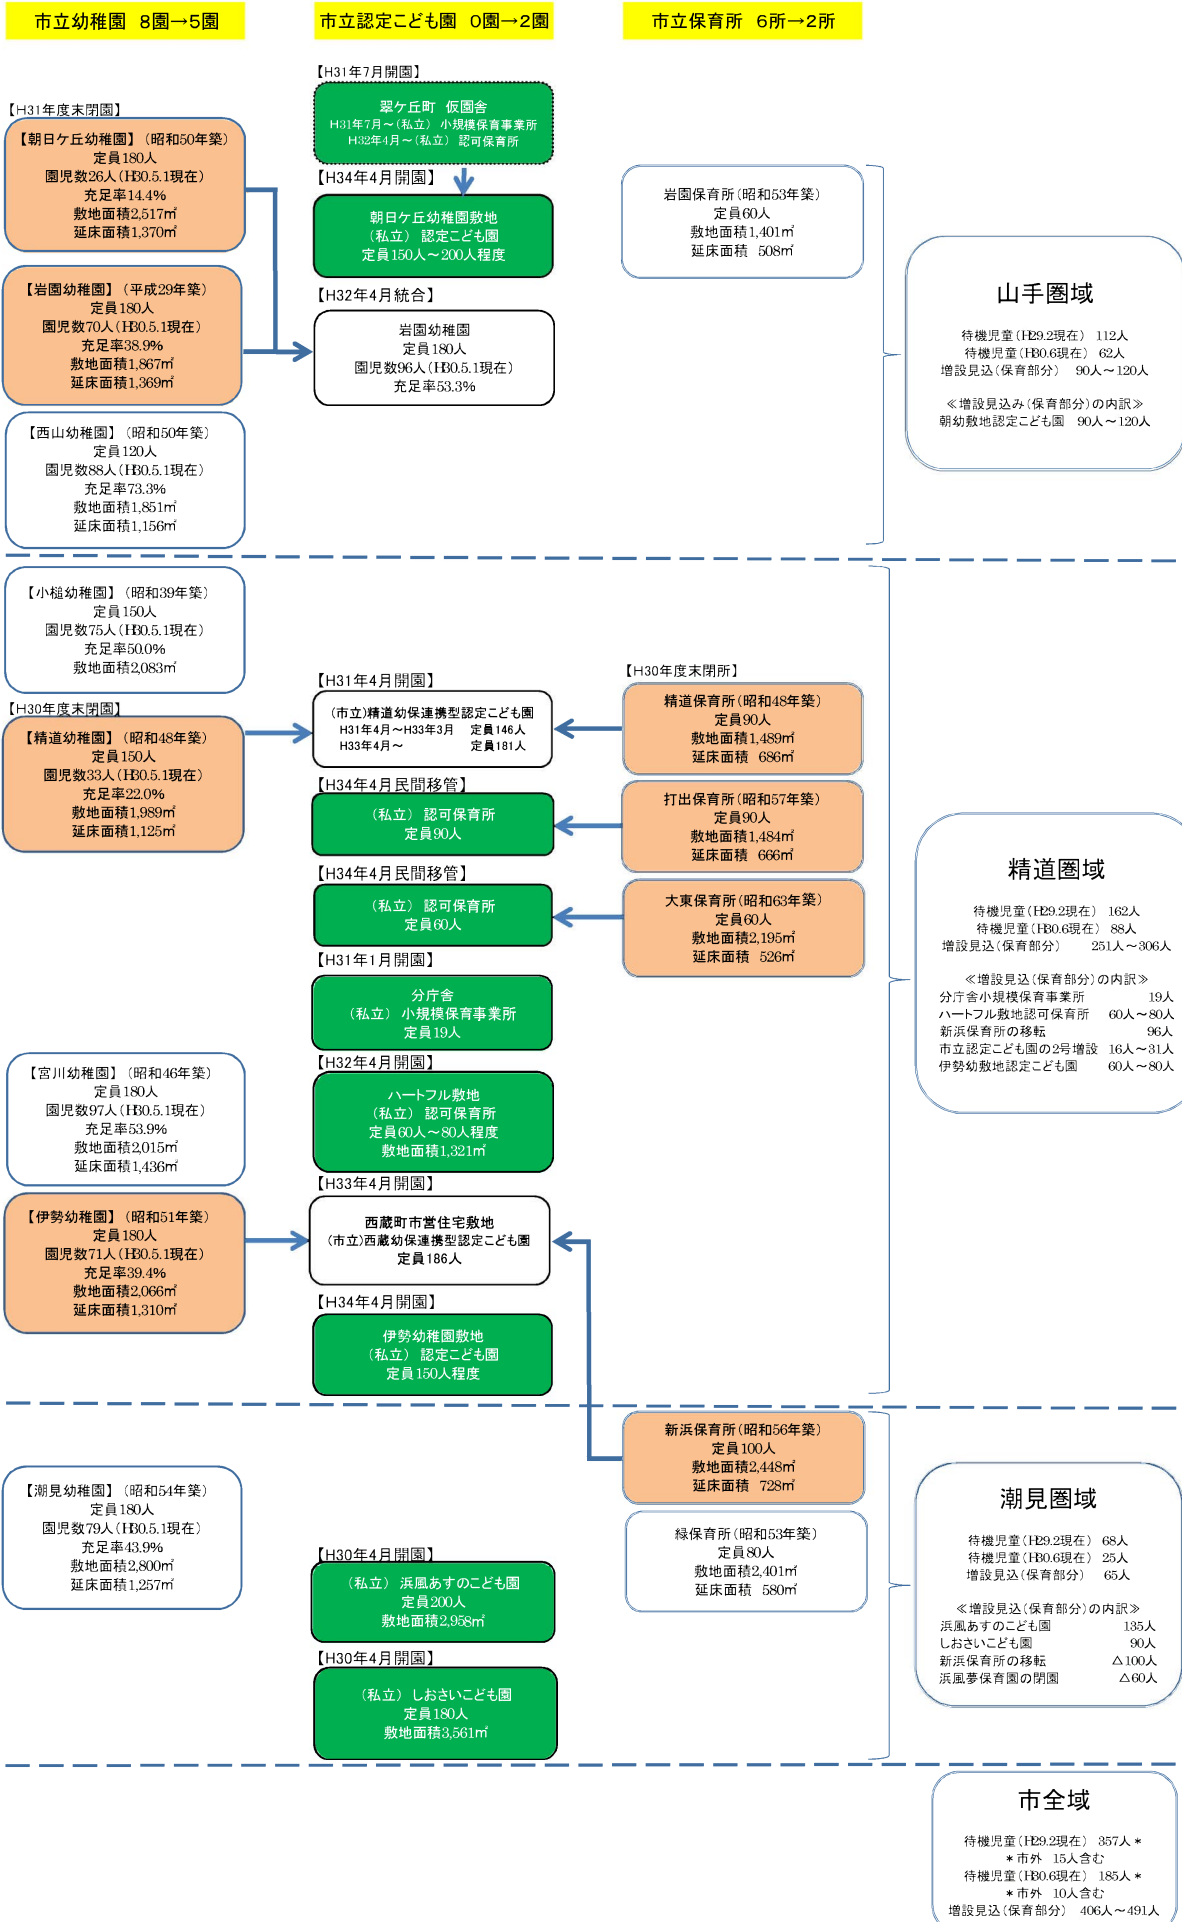 市立幼稚園 8園→5園
市立認定こども園 0園→2園
市立保育所 6所→2所
【H31年度末閉園】
【朝日ケ丘幼稚園】（昭和50年築）
定員180人
園児数26人（H30.5.1現在）
充足率14.4%
敷地面積2,517㎡
延床面積1,370㎡
【岩園幼稚園】（平成29年築）
定員180人
園児数70人（H30.5.1現在）
充足率38.9%
敷地面積1,867㎡
延床面積1,369㎡
【西山幼稚園】（昭和50年築）
定員120人
園児数88人（H30.5.1現在）
充足率73.3%
敷地面積1,851㎡
延床面積1,156㎡
【H31年7月開園】
翠ケ丘町 仮園舎
H31年7月～（私立） 小規模保育事業所
H32年4月～（私立） 認可保育所
【H34年4月開園】
朝日ケ丘幼稚園敷地
（私立） 認定こども園
定員150人～200人程度
【H32年4月統合】
岩園幼稚園
定員180人
園児数96人（H30.5.1現在）
充足率53.3%
岩園保育所（昭和53年築）
定員60人
敷地面積1,401㎡
延床面積 508㎡
山手圏域
待機児童（H29.2現在） 112人
待機児童（H30.6現在） 62人
増設見込（保育部分） 90人～120人
≪増設見込み（保育部分）の内訳≫
朝幼敷地認定こども園 90人～120人
【小槌幼稚園】（昭和39年築）
定員150人
園児数75人（H30.5.1現在）
充足率50.0%
敷地面積2,083㎡
【H30年度末閉園】
【精道幼稚園】（昭和48年築）
定員150人
園児数33人（H30.5.1現在）
充足率22.0%
敷地面積1,989㎡
延床面積1,125㎡
【宮川幼稚園】（昭和46年築）
定員180人
園児数97人（H30.5.1現在）
充足率53.9%
敷地面積2,015㎡
延床面積1,436㎡
【伊勢幼稚園】（昭和51年築）
定員180人
園児数71人（H30.5.1現在）
充足率39.4%
敷地面積2,066㎡
延床面積1,310㎡
【H31年4月開園】
（市立）精道幼保連携型認定こども園
H31年4月～H33年3月 定員146人
H33年4月～ 定員181人
【H34年4月民間移管】
（私立） 認可保育所
定員90人
【H34年4月民間移管】
（私立） 認可保育所
定員60人
【H31年1月開園】
分庁舎
（私立） 小規模保育事業所
定員19人
【H32年4月開園】
ハートフル敷地
（私立） 認可保育所
定員60人～80人程度
敷地面積1,321㎡
【H33年4月開園】
西蔵町市営住宅敷地
（市立）西蔵幼保連携型認定こども園
定員186人
【H34年4月開園】
伊勢幼稚園敷地
（私立） 認定こども園
定員150人程度
【H30年度末閉所】
精道保育所（昭和48年築）
定員90人
敷地面積1,489㎡
延床面積 686㎡
打出保育所（昭和57年築）
定員90人
敷地面積1,484㎡
延床面積 666㎡
大東保育所（昭和63年築）
定員60人
敷地面積2,195㎡
延床面積 526㎡
精道圏域
待機児童（H29.2現在） 162人
待機児童（H30.6現在） 88人
増設見込（保育部分） 251人～306人
≪増設見込（保育部分）の内訳≫
分庁舎小規模保育事業所 19人
ハートフル敷地認可保育所 60人～80人
新浜保育所の移転 96人
市立認定こども園の2号増設 16人～31人
伊勢幼敷地認定こども園 60人～80人
【潮見幼稚園】（昭和54年築）
定員180人
園児数79人（H30.5.1現在）
充足率43.9%
敷地面積2,800㎡
延床面積1,257㎡
【H30年4月開園】
（私立） 浜風あすのこども園
定員200人
敷地面積2,958㎡
【H30年4月開園】
（私立） しおさいこども園
定員180人
敷地面積3,561㎡
新浜保育所（昭和56年築）
定員100人
敷地面積2,448㎡
延床面積 728㎡
緑保育所（昭和53年築）
定員80人
敷地面積2,401㎡
延床面積 580㎡
潮見圏域
待機児童（H29.2現在） 68人
待機児童（H30.6現在） 25人
増設見込（保育部分） 65人
≪増設見込（保育部分）の内訳≫
浜風あすのこども園 135人
しおさいこども園 90人
新浜保育所の移転 △100人
浜風夢保育園の閉園 △60人
市全域
待機児童（H29.2現在） 357人＊
＊市外 15人含む
待機児童（H30.6現在） 185人＊
＊市外 10人含む
増設見込（保育部分） 406人～491人